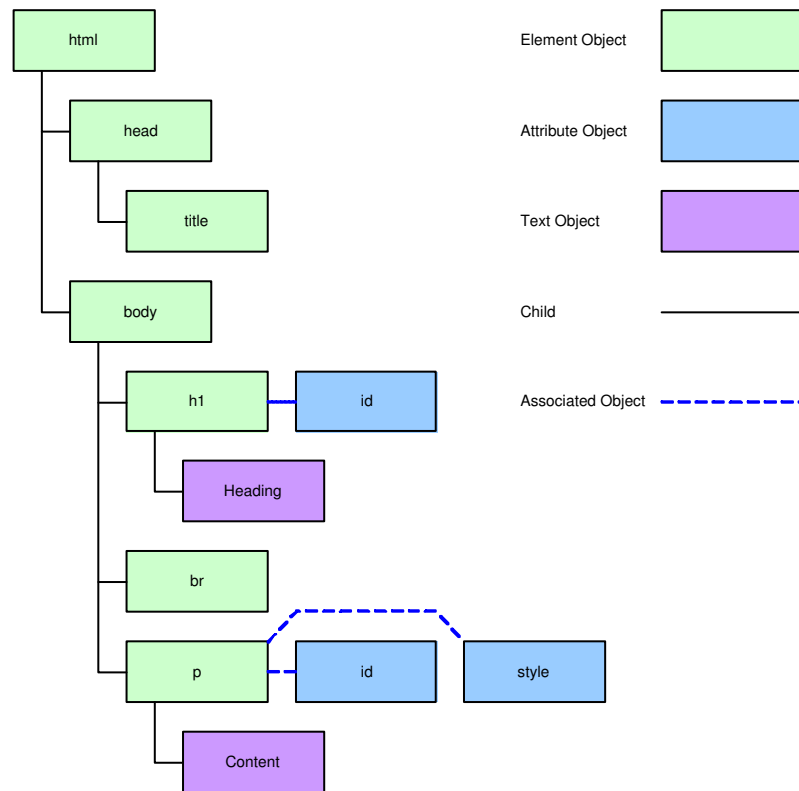 html
Element Object
head
Attribute Object
title
Text Object
body
Child
h1
id
Associated Object
Heading
br
p
id
style
Content